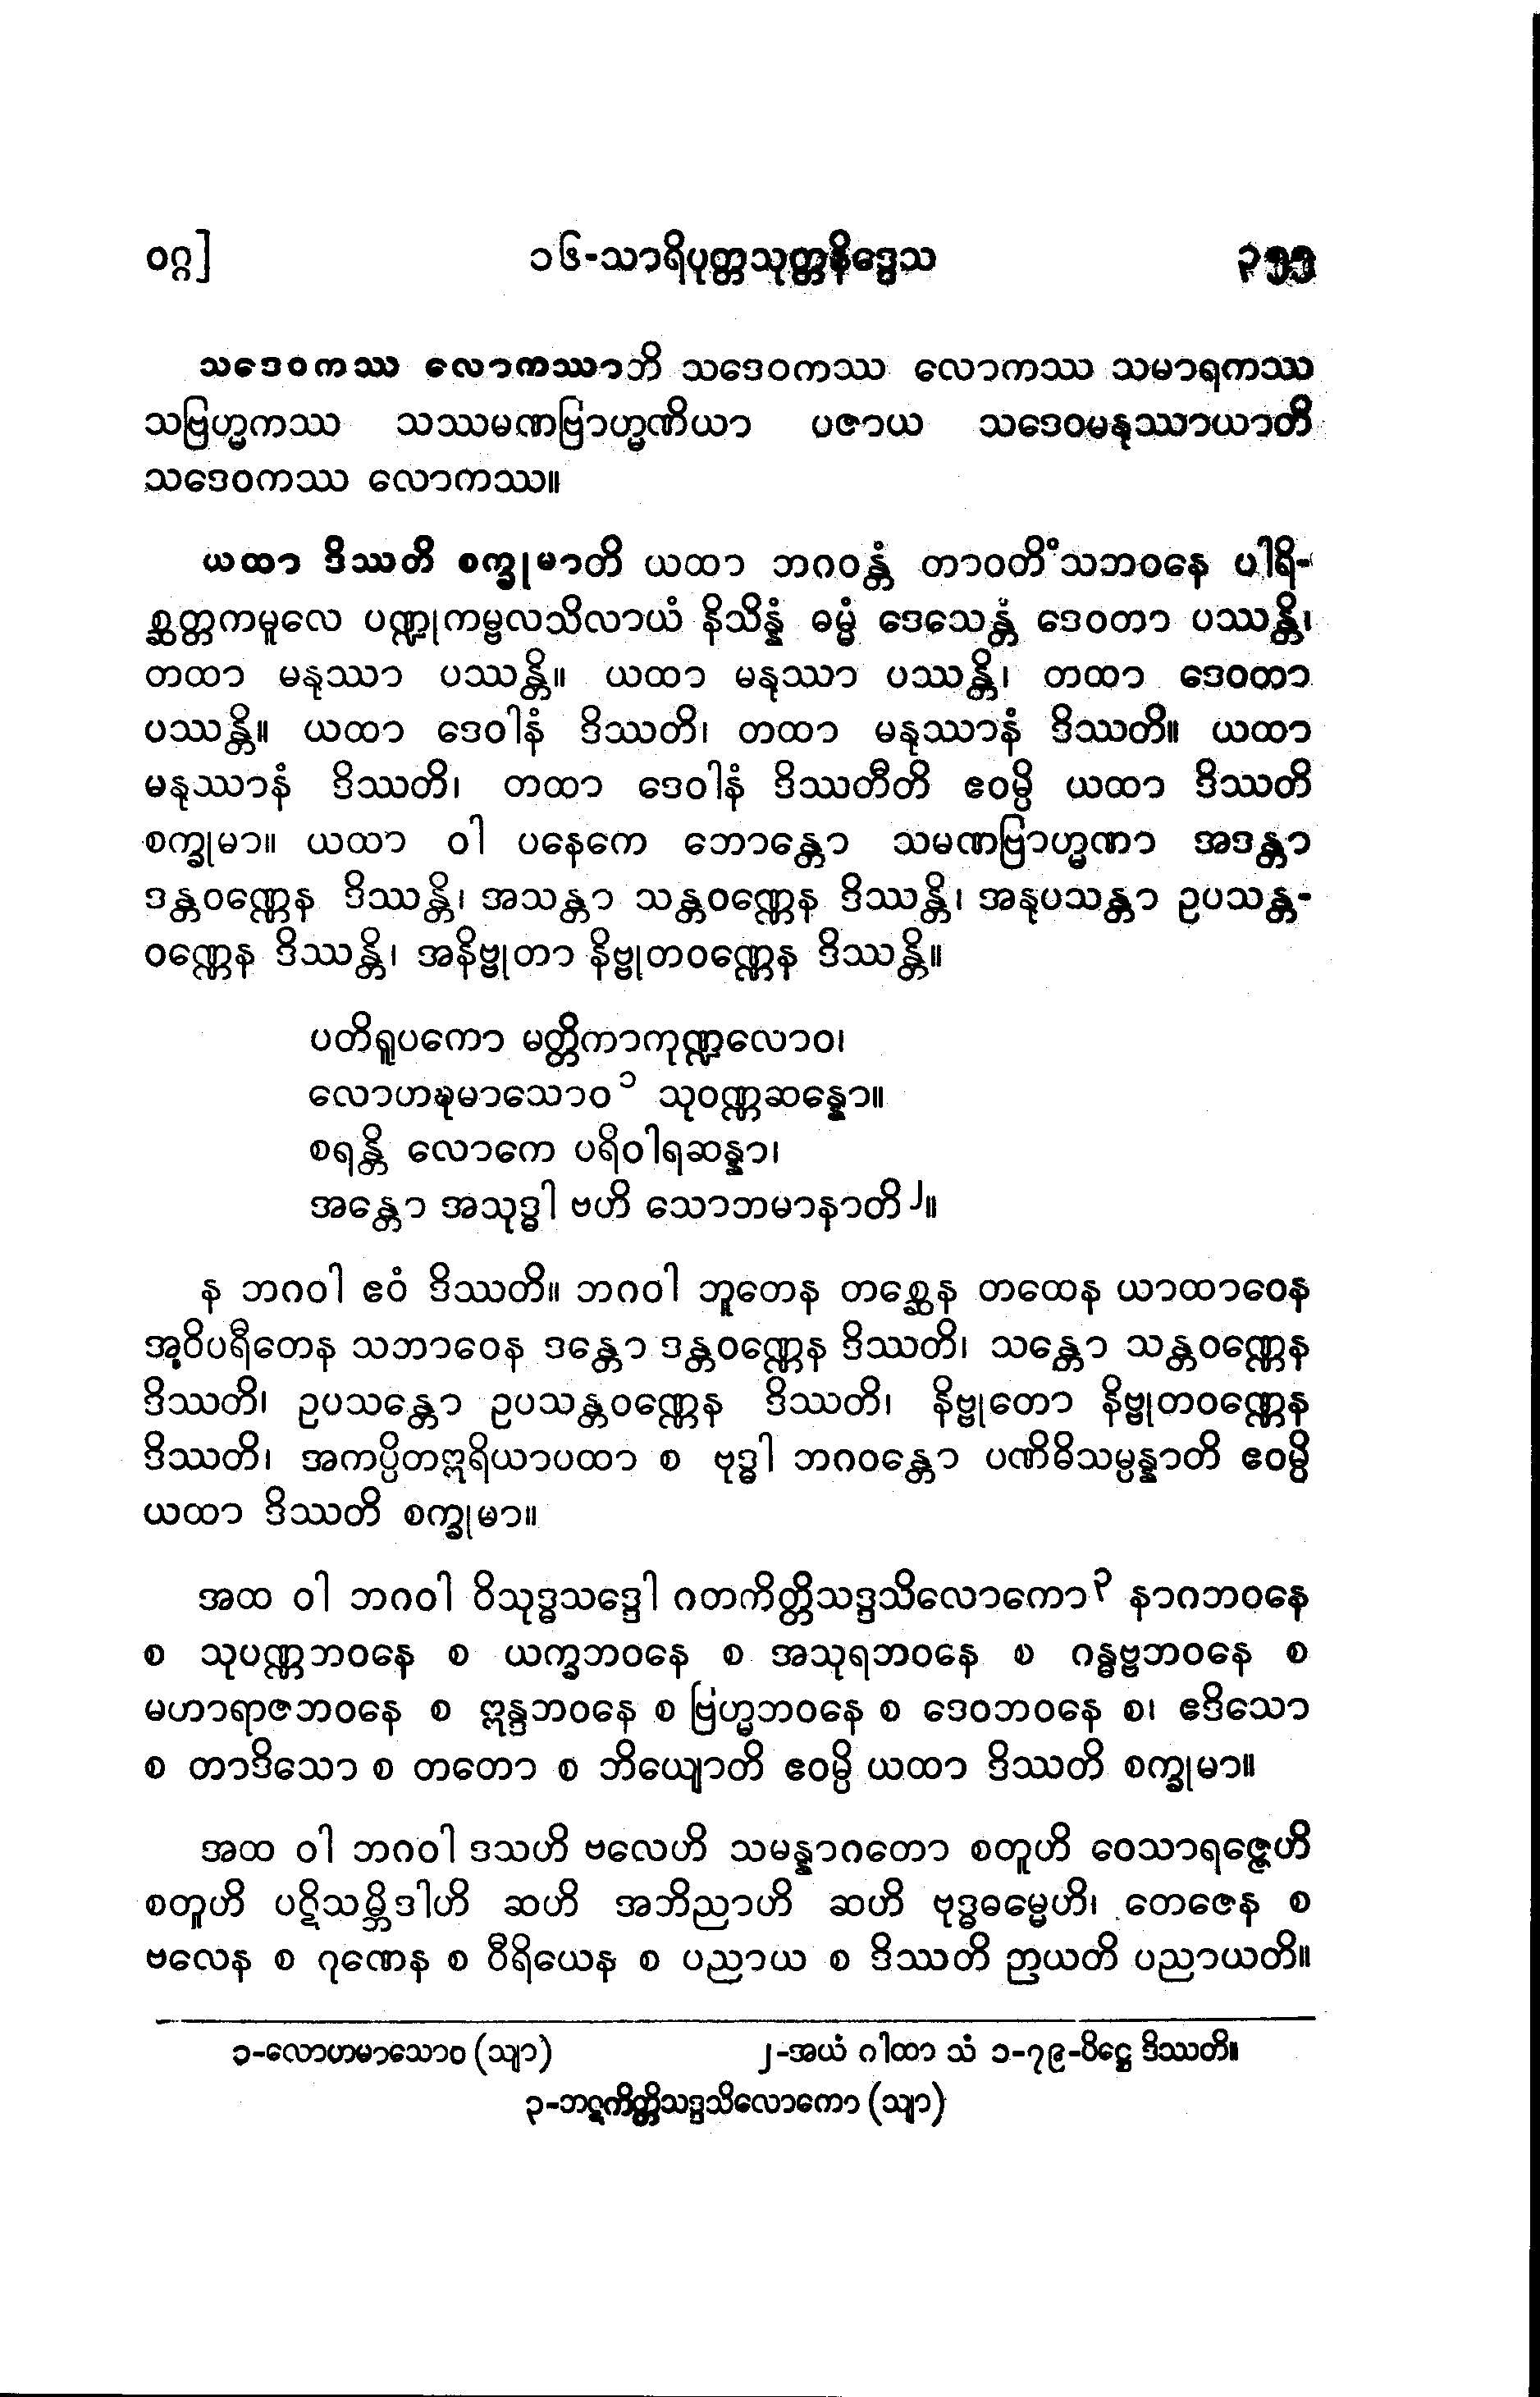 ဝဂ္ဂ] ၁၆-သာရိပုတ္တသုတ္တနိဒ္ဒေသ ၃၅၅
သဒေဝကဿ လောကဿာတိ သဒေဝကဿ လောကဿ သမာရကဿ
သဗြဟ္မကဿ သဿမဏဗြာဟ္မဏိယာ ပဇာယ သဒေဝမနုဿာယာတိ
သဒေဝကဿ လောကဿ။
ယထာ ဒိဿတိ စက္ခုမာတိ ယထာ ဘဂဝန္တံ တာဝတိံသဘဝနေ ပါရိ-
စ္ဆတ္တကမူလေ ပဏ္ဍုကမ္ဗလသိလာယံ နိသိန္နံ ဓမ္မံ ဒေသေန္တံ ဒေဝတာ ပဿန္တိ၊
တထာ မနုဿာ ပဿန္တိ။ ယထာ မနုဿာ ပဿန္တိ၊ တထာ ဒေဝတာ
ပဿန္တိ။ ယထာ ဒေဝါနံ ဒိဿတိ၊ တထာ မနုဿာနံ ဒိဿတိ။ ယထာ
မနုဿာနံ ဒိဿတိ၊ တထာ ဒေဝါနံ ဒိဿတီတိ ဧဝမ္ပိ ယထာ ဒိဿတိ
စက္ခုမာ။ ယထာ ဝါ ပနေကေ ဘောန္တော သမဏဗြာဟ္မဏာ အဒန္တာ
ဒန္တဝဏ္ဏေန ဒိဿန္တိ၊ အသန္တာ သန္တဝဏ္ဏေန ဒိဿန္တိ၊ အနုပသန္တာ ဥပသန္တ-
ဝဏ္ဏေန ဒိဿန္တိ၊ အနိဗ္ဗုတာ နိဗ္ဗုတဝဏ္ဏေန ဒိဿန္တိ။
ပတိရူပကော မတ္တိကာကုဏ္ဍလောဝ၊
လောဟဍ္ဎမာသောဝ ၁ သုဝဏ္ဏဆန္နော။
စရန္တိ လောကေ ပရိဝါရဆန္နာ၊
အန္တော အသုဒ္ဓါ ဗဟိ သောဘမာနာတိ ၂။
န ဘဂဝါ ဧဝံ ဒိဿတိ။ ဘဂဝါ ဘူတေန တစ္ဆေန တထေန ယာထာဝေန
အဝိပရီတေန သဘာဝေန ဒန္တော ဒန္တဝဏ္ဏေန ဒိဿတိ၊ သန္တော သန္တဝဏ္ဏေန
ဒိဿတိ၊ ဥပသန္တော ဥပသန္တဝဏ္ဏေန ဒိဿတိ၊ နိဗ္ဗုတော နိဗ္ဗုတဝဏ္ဏေန
ဒိဿတိ၊ အကပ္ပိတဣရိယာပထာ စ ဗုဒ္ဓါ ဘဂဝန္တော ပဏိဓိသမ္ပန္နာတိ ဧဝမ္ပိ
ယထာ ဒိဿတိ စက္ခုမာ။
အထ ဝါ ဘဂဝါ ဝိသုဒ္ဓသဒ္ဒေါ ဂတကိတ္တိသဒ္ဒသိလောကော ၃ နာဂဘဝနေ
စ သုပဏ္ဏဘဝနေ စ ယက္ခဘဝနေ စ အသုရဘဝနေ စ ဂန္ဓဗ္ဗဘဝနေ စ
မဟာရာဇဘဝနေ စ ဣန္ဒဘဝနေ စ ဗြဟ္မဘဝနေ စ ဒေဝဘဝနေ စ၊ ဧဒိသော
စ တာဒိသော စ တတော စ ဘိယျောတိ ဧဝမ္ပိ ယထာ ဒိဿတိ စက္ခုမာ။
အထ ဝါ ဘဂဝါ ဒသဟိ ဗလေဟိ သမန္နာဂတော စတူဟိ ဝေသာရဇ္ဇေဟိ
စတူဟိ ပဋိသမ္ဘိဒါဟိ ဆဟိ အဘိညာဟိ ဆဟိ ဗုဒ္ဓဓမ္မေဟိ၊ တေဇေန စ
ဗလေန စ ဂုဏေန စ ဝီရိယေန စ ပညာယ စ ဒိဿတိ ဉာယတိ ပညာယတိ။
၁-လောဟမာသောဝ (သျာ) ၂-အယံ ဂါထာ သံ ၁-၇၉-ပိဋ္ဌေ ဒိဿတိ။
၃-ဘဋ္ဋကိတ္တိသဒ္ဒသိလောကော (သျာ)